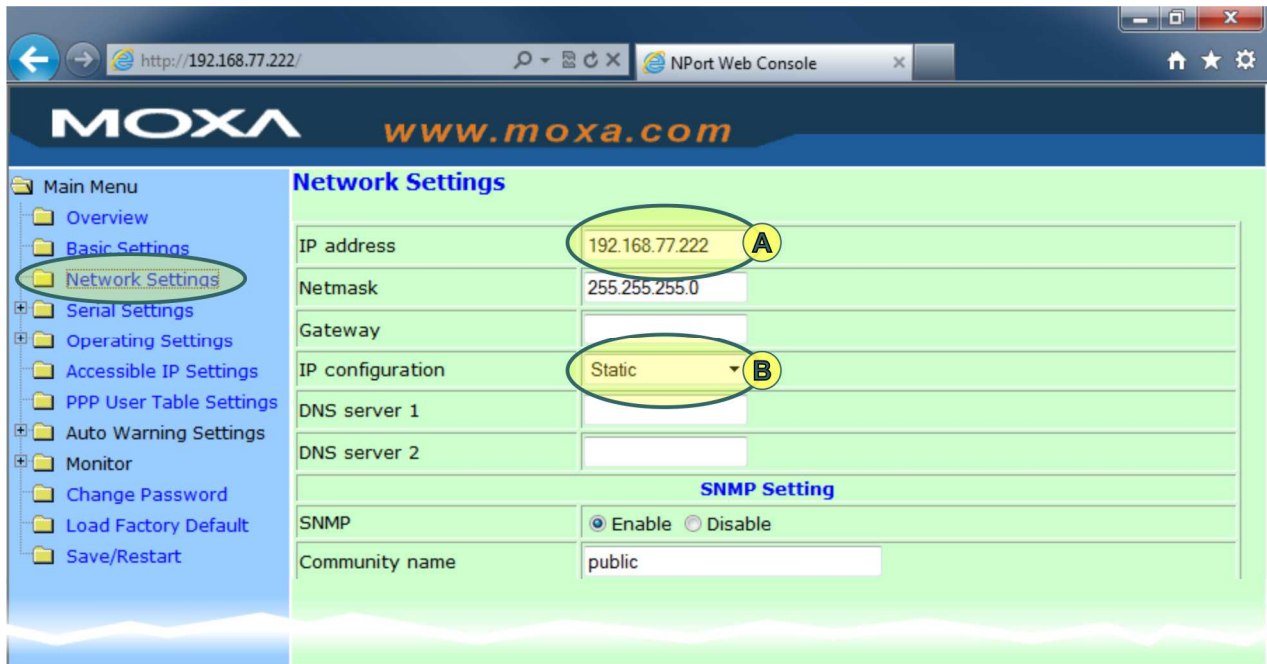 http://192.168.77.222/
NPort Web Console
MOXA
www.moxa.com
Main Menu
Overview
Basic Settings
Network Settings
Serial Settings
Operating Settings
Accessible IP Settings
PPP User Table Settings
Auto Warning Settings
Monitor
Change Password
Load Factory Default
Save/Restart
Network Settings
IP address 192.168.77.222 A
Netmask 255.255.255.0
Gateway
IP configuration Static B
DNS server 1
DNS server 2
SNMP Setting
SNMP Enable Disable
Community name public